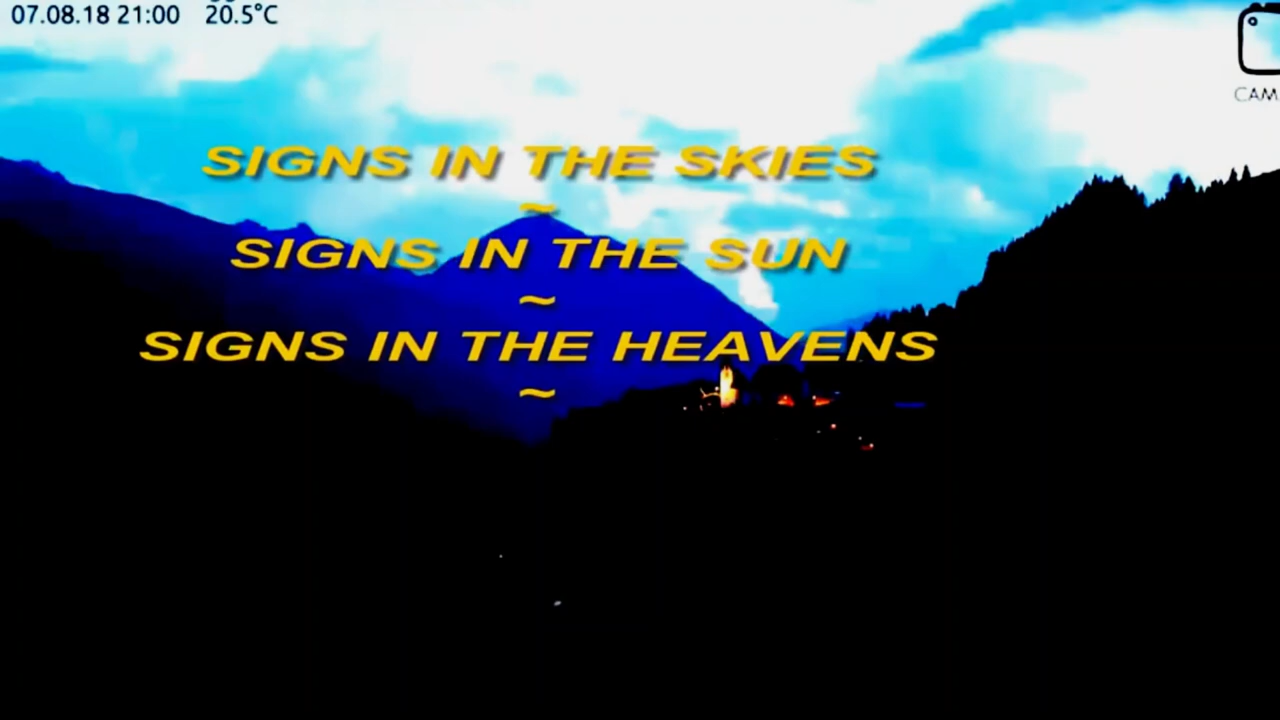 07.08.18 21:00 20.5°C
CAM
SIGNS IN THE SKIES
~
SIGNS IN THE SUN
~
SIGNS IN THE HEAVENS
~